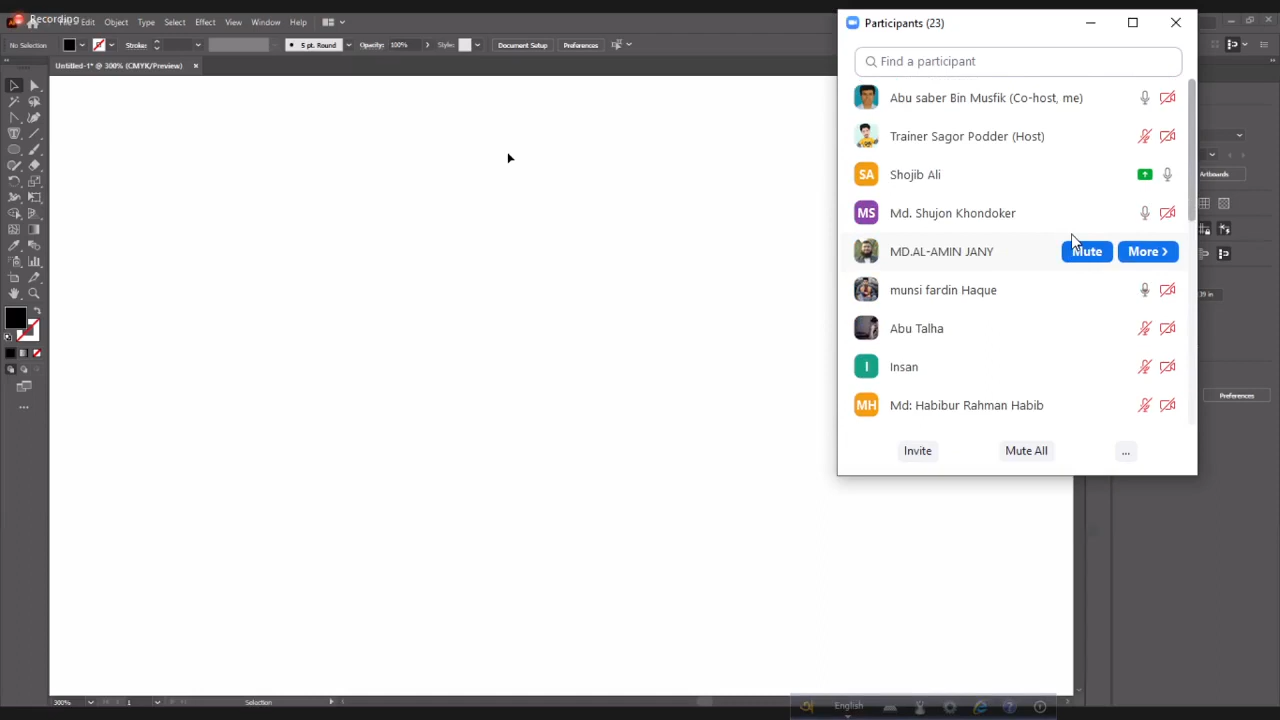 Recording
Edit Object Type Select Effect View Window Help
No Selection Stroke: 5 pt. Round Opacity: 100% Style: Document Setup Preferences
Untitled-1* @ 300% (CMYK/Preview) ×
Participants (23)
Find a participant
Abu saber Bin Musfik (Co-host, me)
Trainer Sagor Podder (Host)
SA Shojib Ali
MS Md. Shujon Khondoker
MD.AL-AMIN JANY Mute More >
munsi fardin Haque
Abu Talha
I Insan
MH Md: Habibur Rahman Habib
Invite Mute All ...
Artboards
Preferences
300% 1 Selection
English